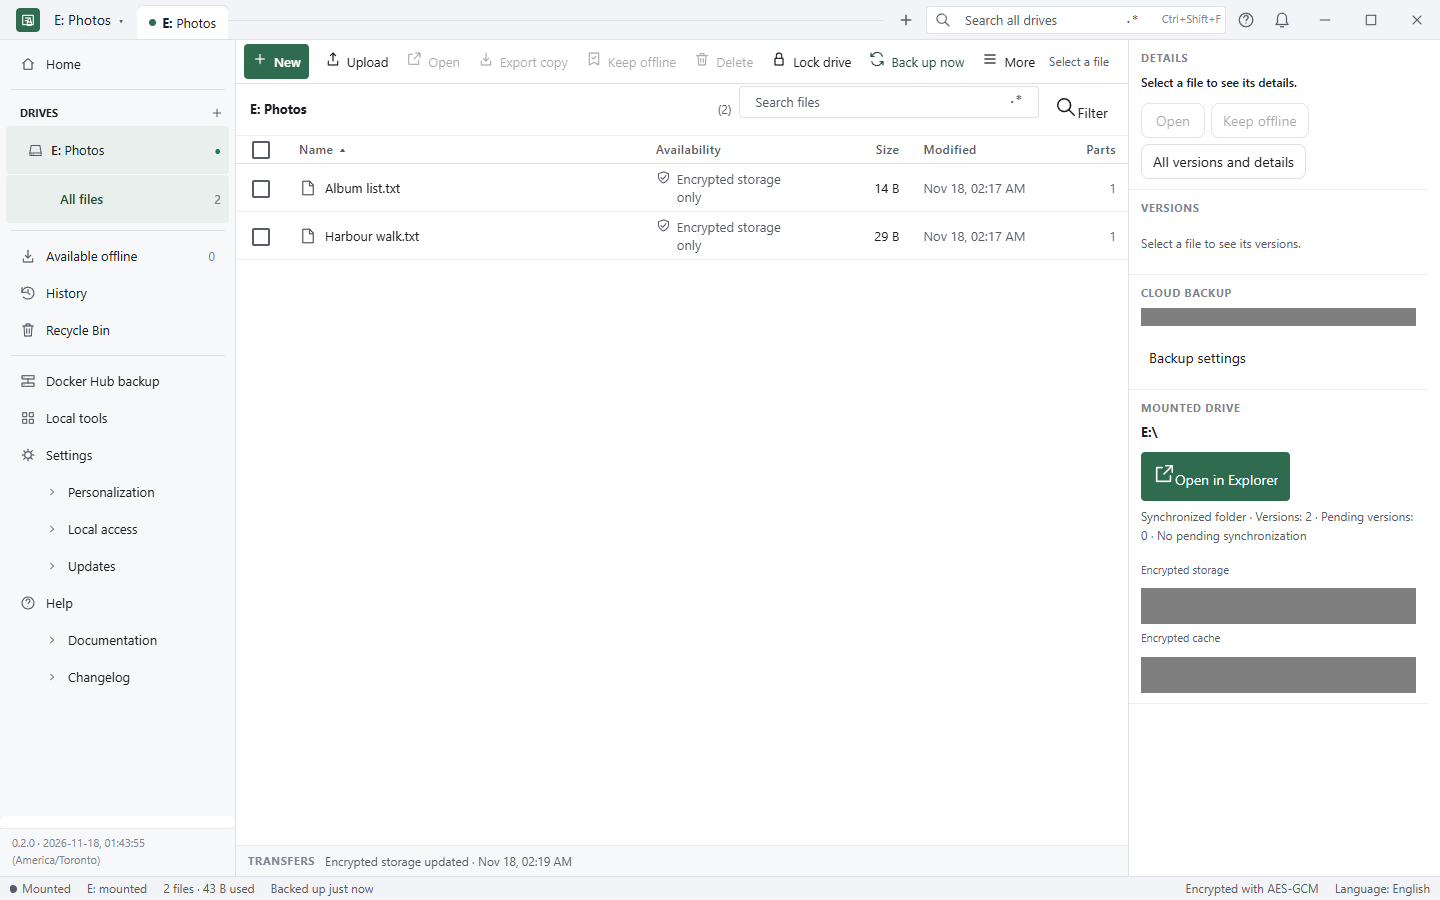 E: Photos
E: Photos
Search all drives
.*
Ctrl+Shift+F
Home
DRIVES
E: Photos
All files
2
Available offline
0
History
Recycle Bin
Docker Hub backup
Local tools
Settings
Personalization
Local access
Updates
Help
Documentation
Changelog
0.2.0 · 2026-11-18, 01:43:55
(America/Toronto)
New
Upload
Open
Export copy
Keep offline
Delete
Lock drive
Back up now
More
Select a file
E: Photos
(2)
Search files
.*
Filter
Name
Availability
Size
Modified
Parts
Album list.txt
Encrypted storage
only
14 B
Nov 18, 02:17 AM
1
Harbour walk.txt
Encrypted storage
only
29 B
Nov 18, 02:17 AM
1
TRANSFERS
Encrypted storage updated · Nov 18, 02:19 AM
DETAILS
Select a file to see its details.
Open
Keep offline
All versions and details
VERSIONS
Select a file to see its versions.
CLOUD BACKUP
Backup settings
MOUNTED DRIVE
E:\
Open in Explorer
Synchronized folder · Versions: 2 · Pending versions:
0 · No pending synchronization
Encrypted storage
Encrypted cache
Mounted
E: mounted
2 files · 43 B used
Backed up just now
Encrypted with AES-GCM
Language: English